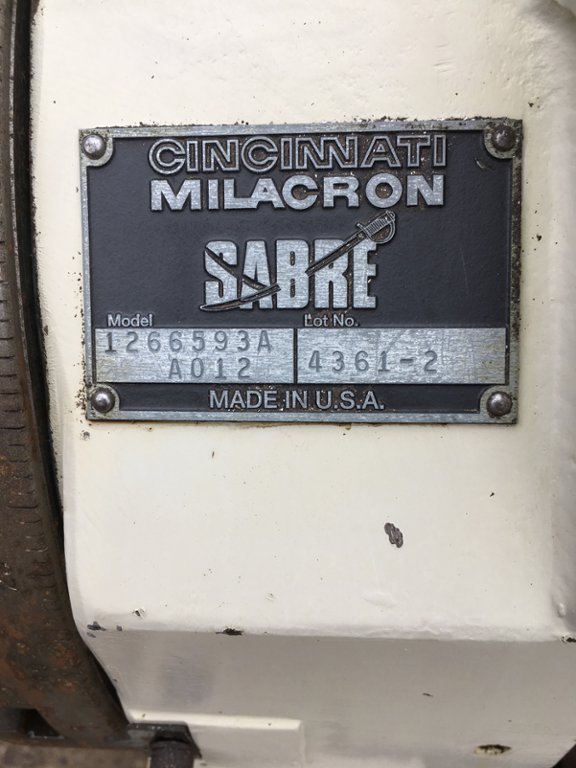 CINCINNATI
MILACRON
SABRE
Model Lot No.
1266593A
A012 4361-2
MADE IN U.S.A.